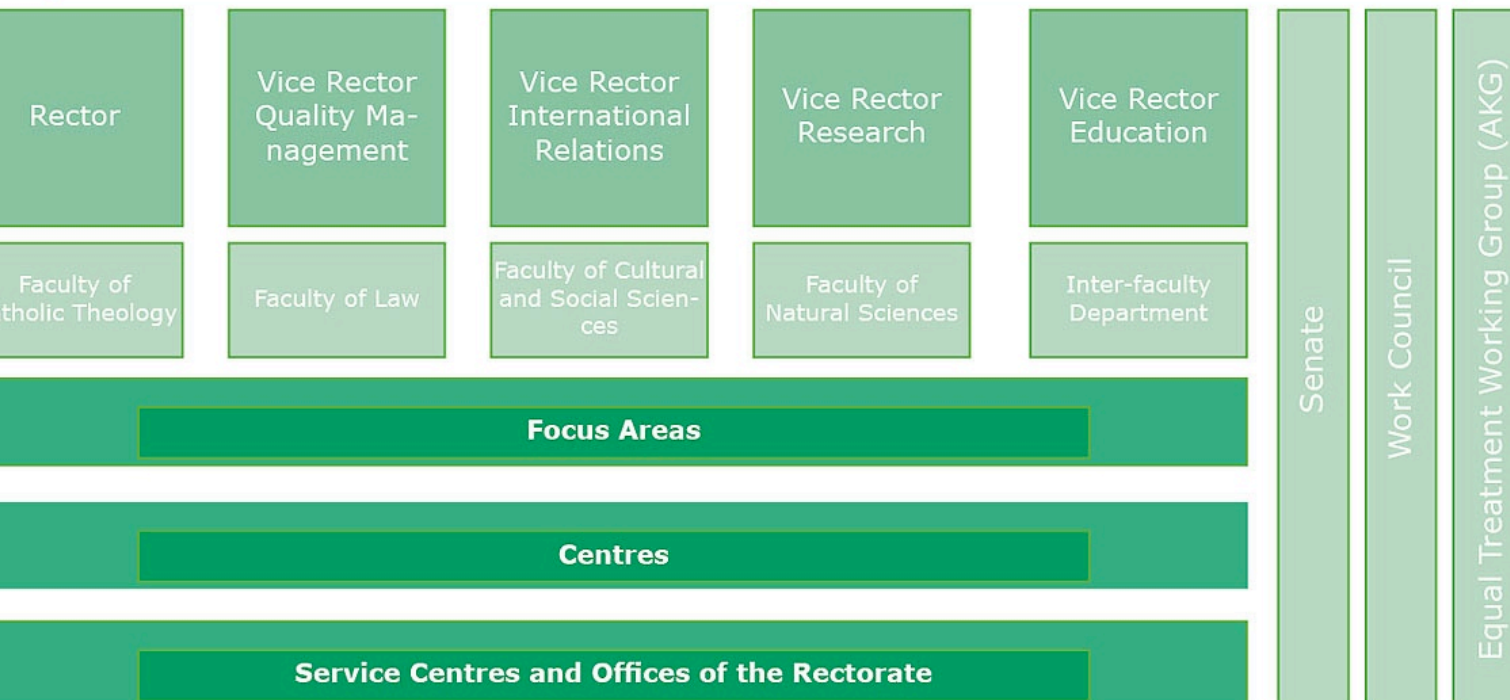 Rector
Vice Rector
Quality Ma-
nagement
Vice Rector
International
Relations
Vice Rector
Research
Vice Rector
Education
Faculty of
tholic Theology
Faculty of Law
Faculty of Cultural
and Social Scien-
ces
Faculty of
Natural Sciences
Inter-faculty
Department
Focus Areas
Centres
Service Centres and Offices of the Rectorate
Senate
Work Council
Equal Treatment Working Group (AKG)